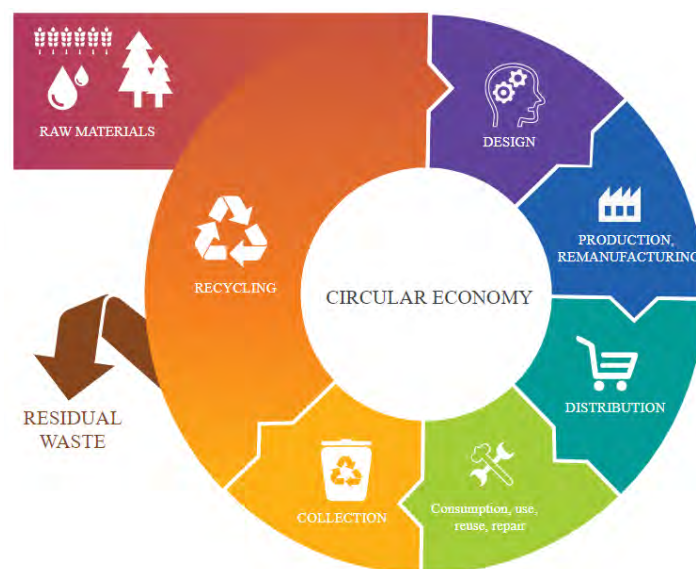 RAW MATERIALS
DESIGN
PRODUCTION,
REMANUFACTURING
RECYCLING
CIRCULAR ECONOMY
DISTRIBUTION
RESIDUAL
WASTE
Consumption, use,
reuse, repair
COLLECTION